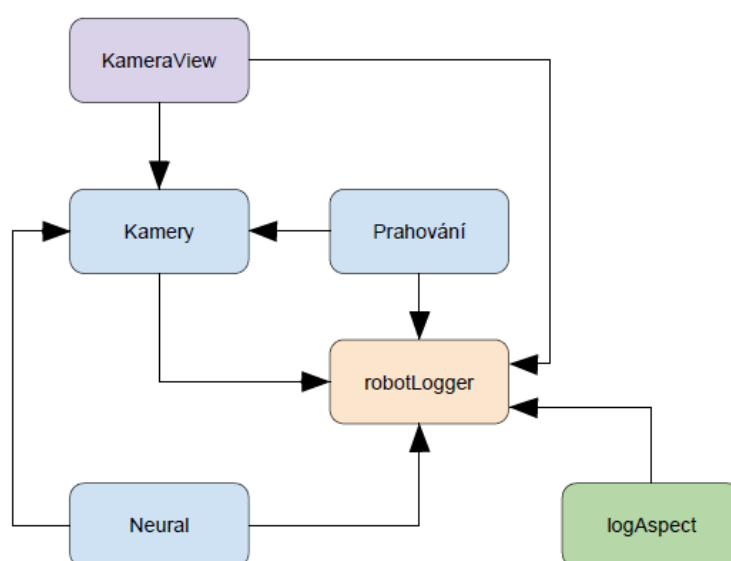 KameraView
Kamery
Prahování
robotLogger
Neural
logAspect